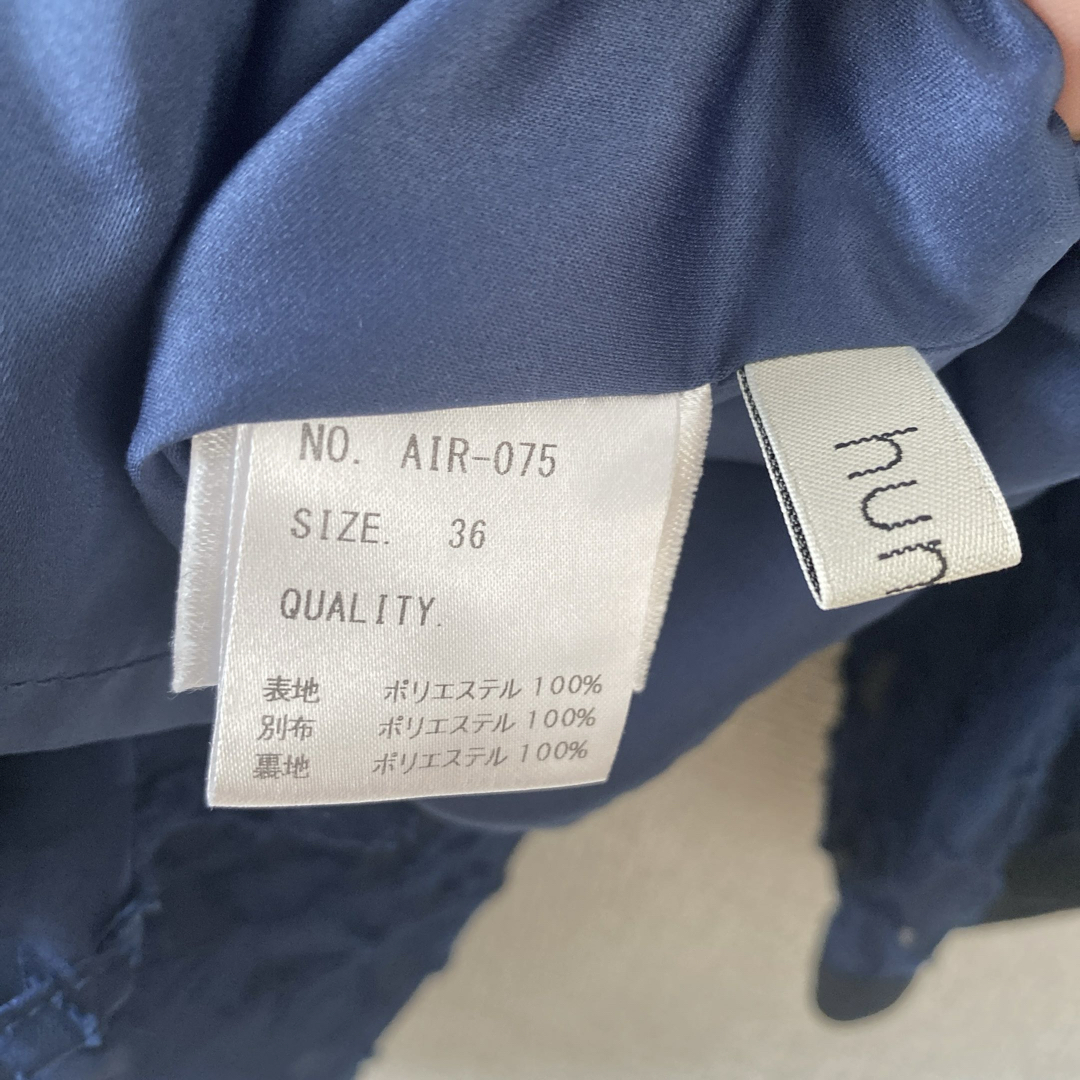 NO. AIR-075
SIZE. 36
QUALITY.
表地 ポリエステル 100%
別布 ポリエステル 100%
裏地 ポリエステル 100%